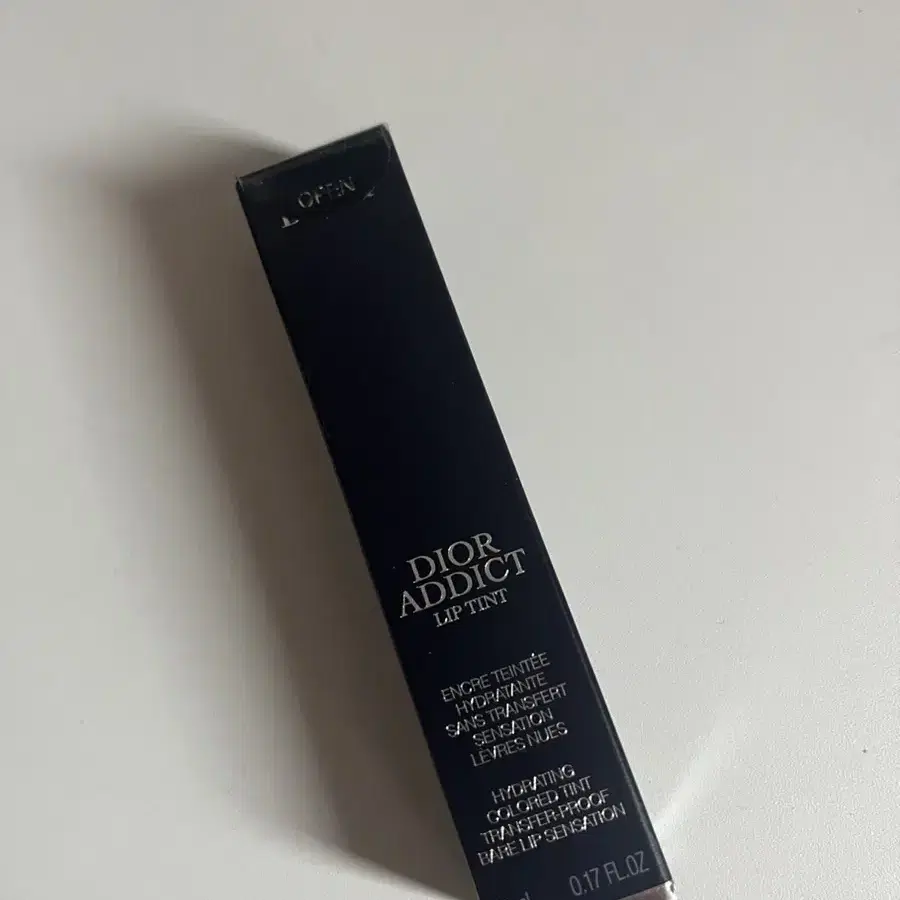 OPEN
DIOR
ADDICT
LIP TINT
ENCRE TEINTÉE
HYDRATANTE
SANS TRANSFERT
SENSATION
LÈVRES NUES
HYDRATING
COLORED TINT
TRANSFER-PROOF
BARE LIP SENSATION
0.17 FL.OZ